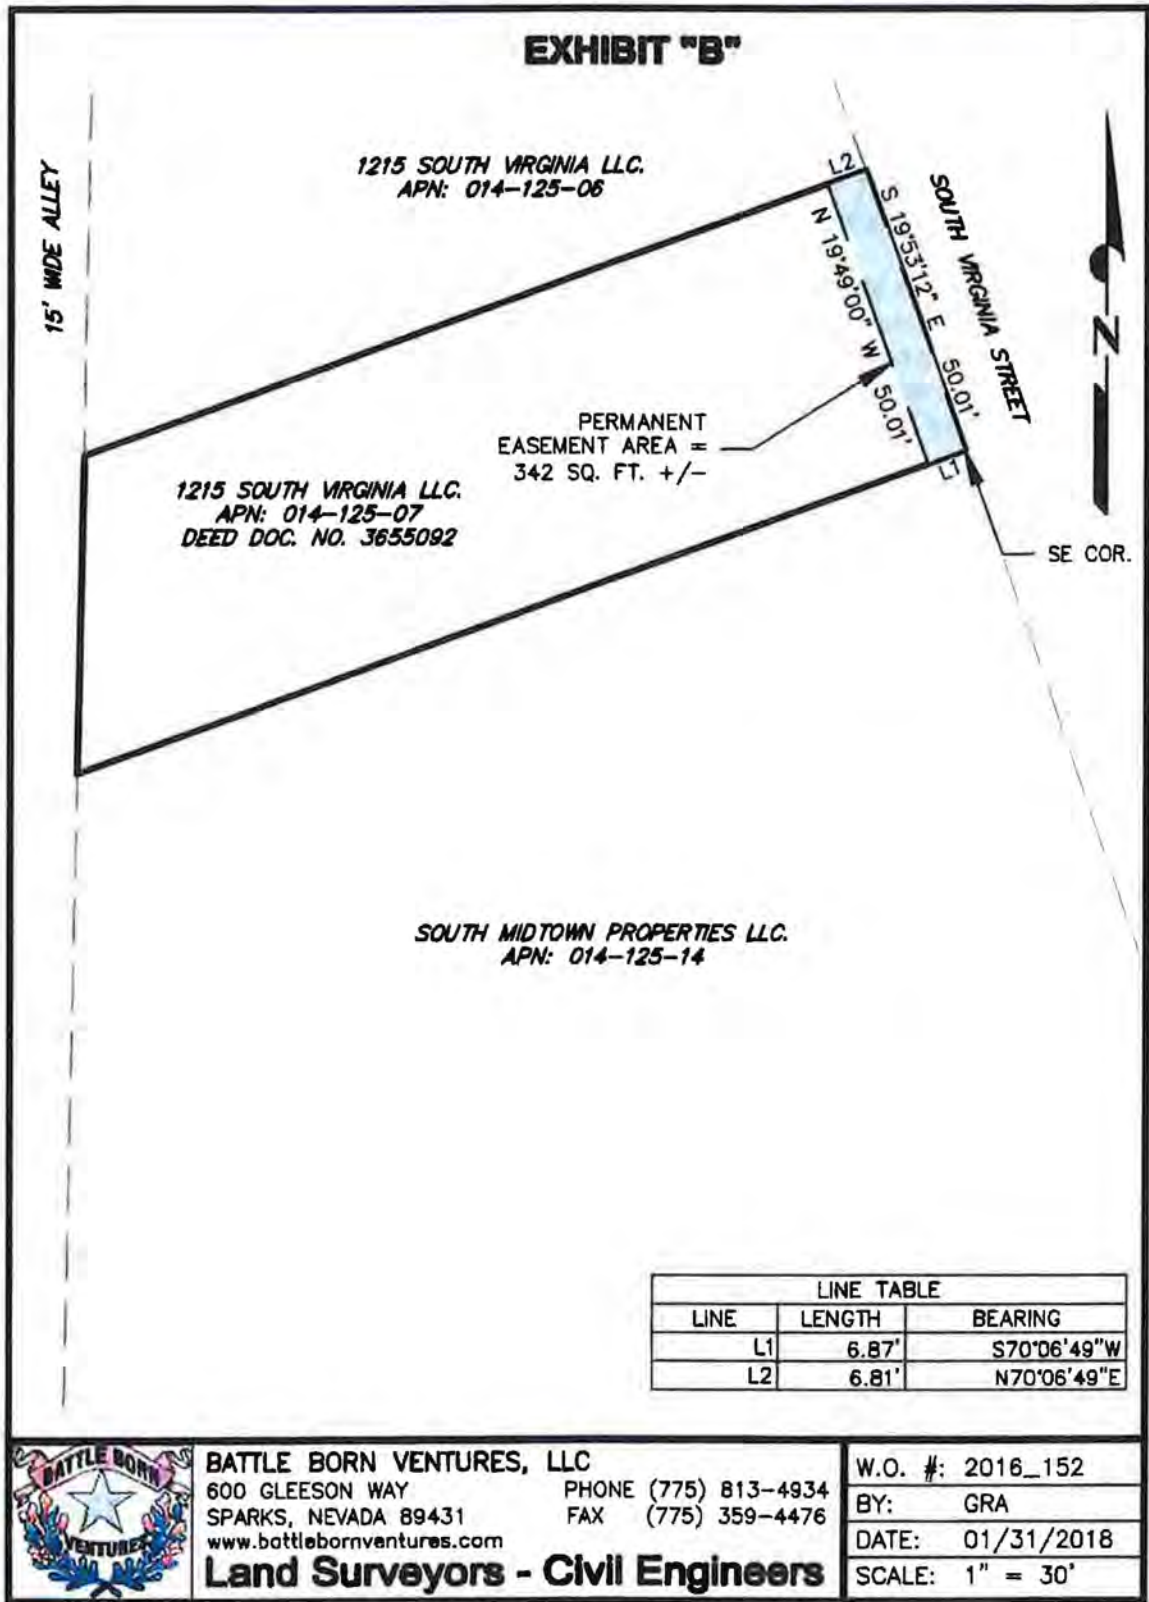 EXHIBIT "B"
15' WIDE ALLEY
1215 SOUTH VIRGINIA LLC.
APN: 014-125-06
L2
S 19°53'12" E 50.01'
SOUTH VIRGINIA STREET
N 19°49'00" W 50.01'
N
PERMANENT
EASEMENT AREA =
342 SQ. FT. +/-
L1
SE COR.
1215 SOUTH VIRGINIA LLC.
APN: 014-125-07
DEED DOC. NO. 3655092
SOUTH MIDTOWN PROPERTIES LLC.
APN: 014-125-14
LINE TABLE
LINE LENGTH BEARING
L1 6.87' S70°06'49"W
L2 6.81' N70°06'49"E
BATTLE BORN
VENTURES
BATTLE BORN VENTURES, LLC
600 GLEESON WAY PHONE (775) 813-4934
SPARKS, NEVADA 89431 FAX (775) 359-4476
www.battlebornventures.com
Land Surveyors - Civil Engineers
W.O. #: 2016_152
BY: GRA
DATE: 01/31/2018
SCALE: 1" = 30'